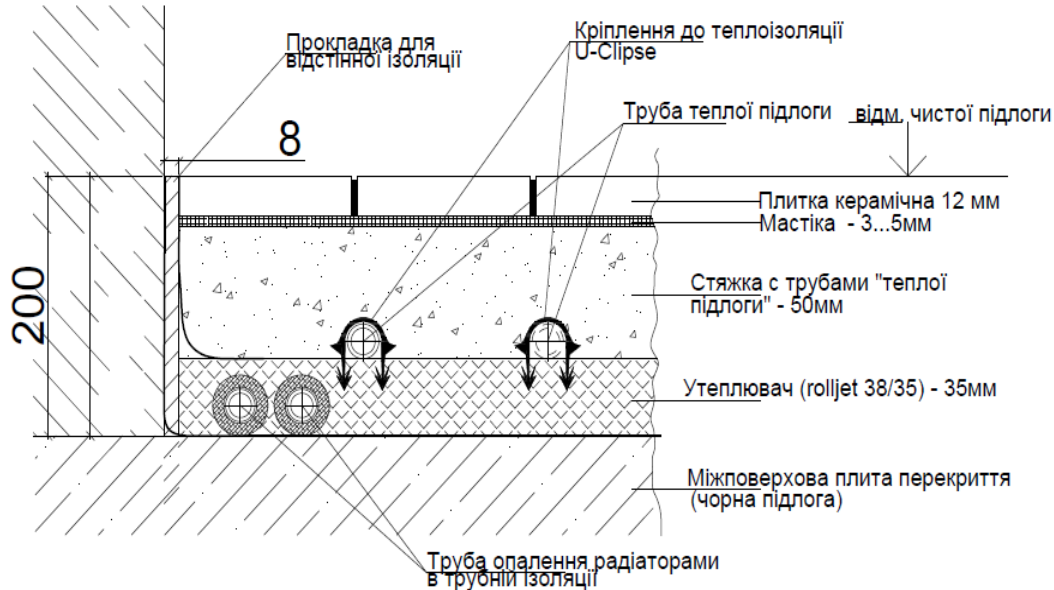 Прокладка для
відстінної ізоляції
Кріплення до теплоізоляції
U-Clipse
Труба теплої підлоги
відм. чистої підлоги
8
200
Плитка керамічна 12 мм
Мастіка - 3...5мм
Стяжка с трубами "теплої
підлоги" - 50мм
Утеплювач (rolljet 38/35) - 35мм
Міжповерхова плита перекриття
(чорна підлога)
Труба опалення радіаторами
в трубній ізоляції